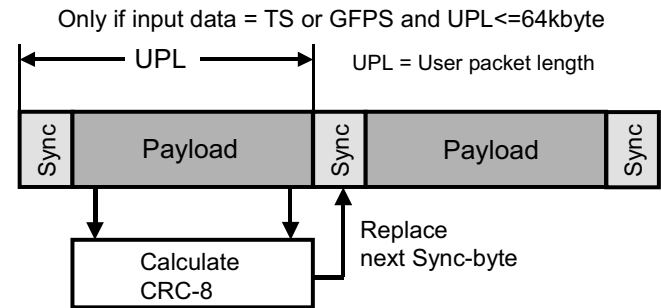 Only if input data = TS or GFPS and UPL<=64kbyte
UPL
UPL = User packet length
Sync
Payload
Sync
Payload
Sync
Calculate
CRC-8
Replace
next Sync-byte